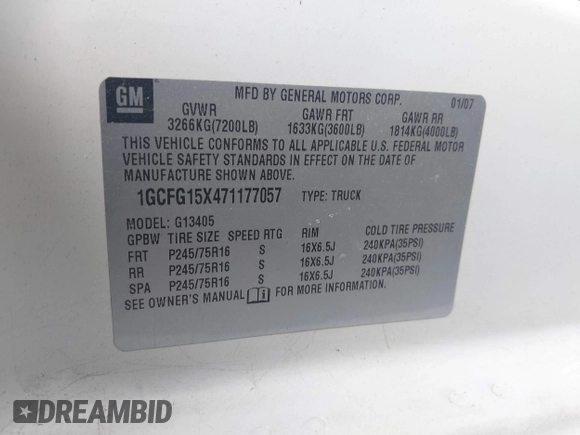 GM
MFD BY GENERAL MOTORS CORP. 01/07
GVWR GAWR FRT GAWR RR
3266KG(7200LB) 1633KG(3600LB) 1814KG(4000LB)
THIS VEHICLE CONFORMS TO ALL APPLICABLE U.S. FEDERAL MOTOR
VEHICLE SAFETY STANDARDS IN EFFECT ON THE DATE OF
MANUFACTURE SHOWN ABOVE.
1GCFG15X471177057 TYPE: TRUCK
MODEL: G13405
GPBW TIRE SIZE SPEED RTG RIM COLD TIRE PRESSURE
FRT P245/75R16 S 16X6.5J 240KPA(35PSI)
RR P245/75R16 S 16X6.5J 240KPA(35PSI)
SPA P245/75R16 S 16X6.5J 240KPA(35PSI)
SEE OWNER'S MANUAL FOR MORE INFORMATION.
DREAMBID